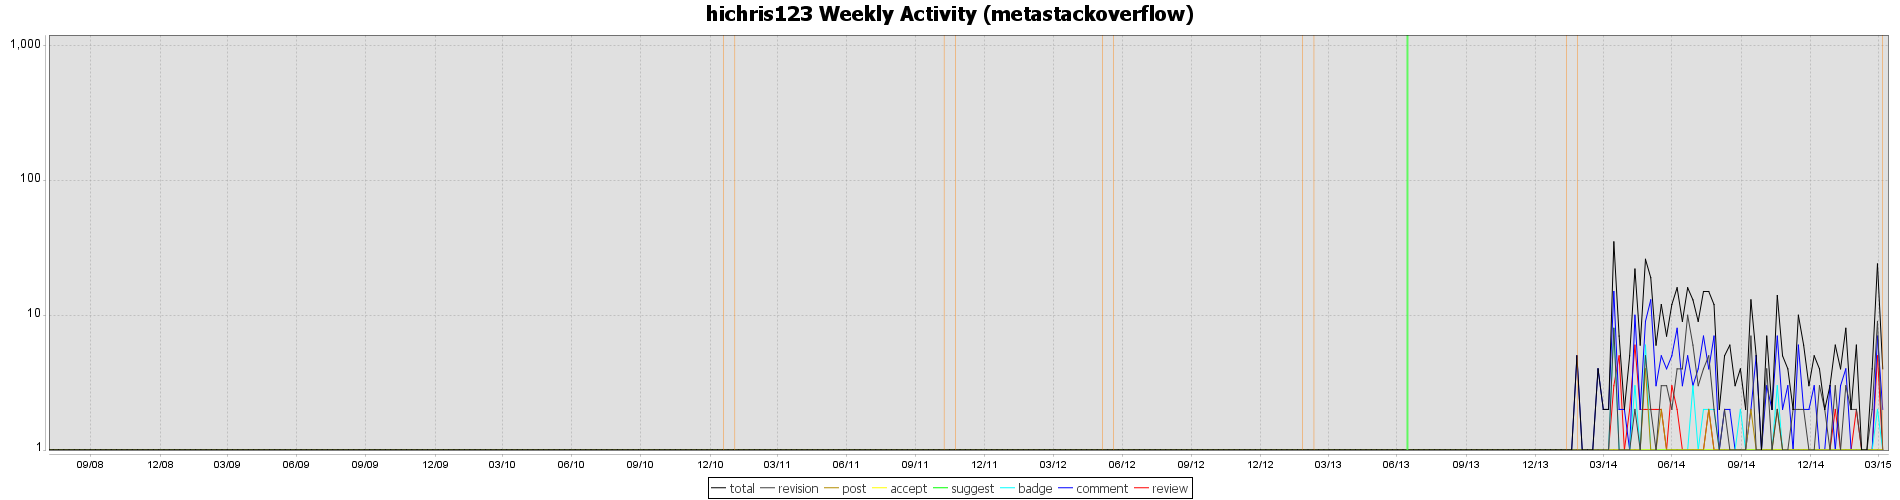 hichris123 Weekly Activity (metastackoverflow)
1,000
100
10
1
09/08 12/08 03/09 06/09 09/09 12/09 03/10 06/10 09/10 12/10 03/11 06/11 09/11 12/11 03/12 06/12 09/12 12/12 03/13 06/13 09/13 12/13 03/14 06/14 09/14 12/14 03/15
total revision post accept suggest badge comment review